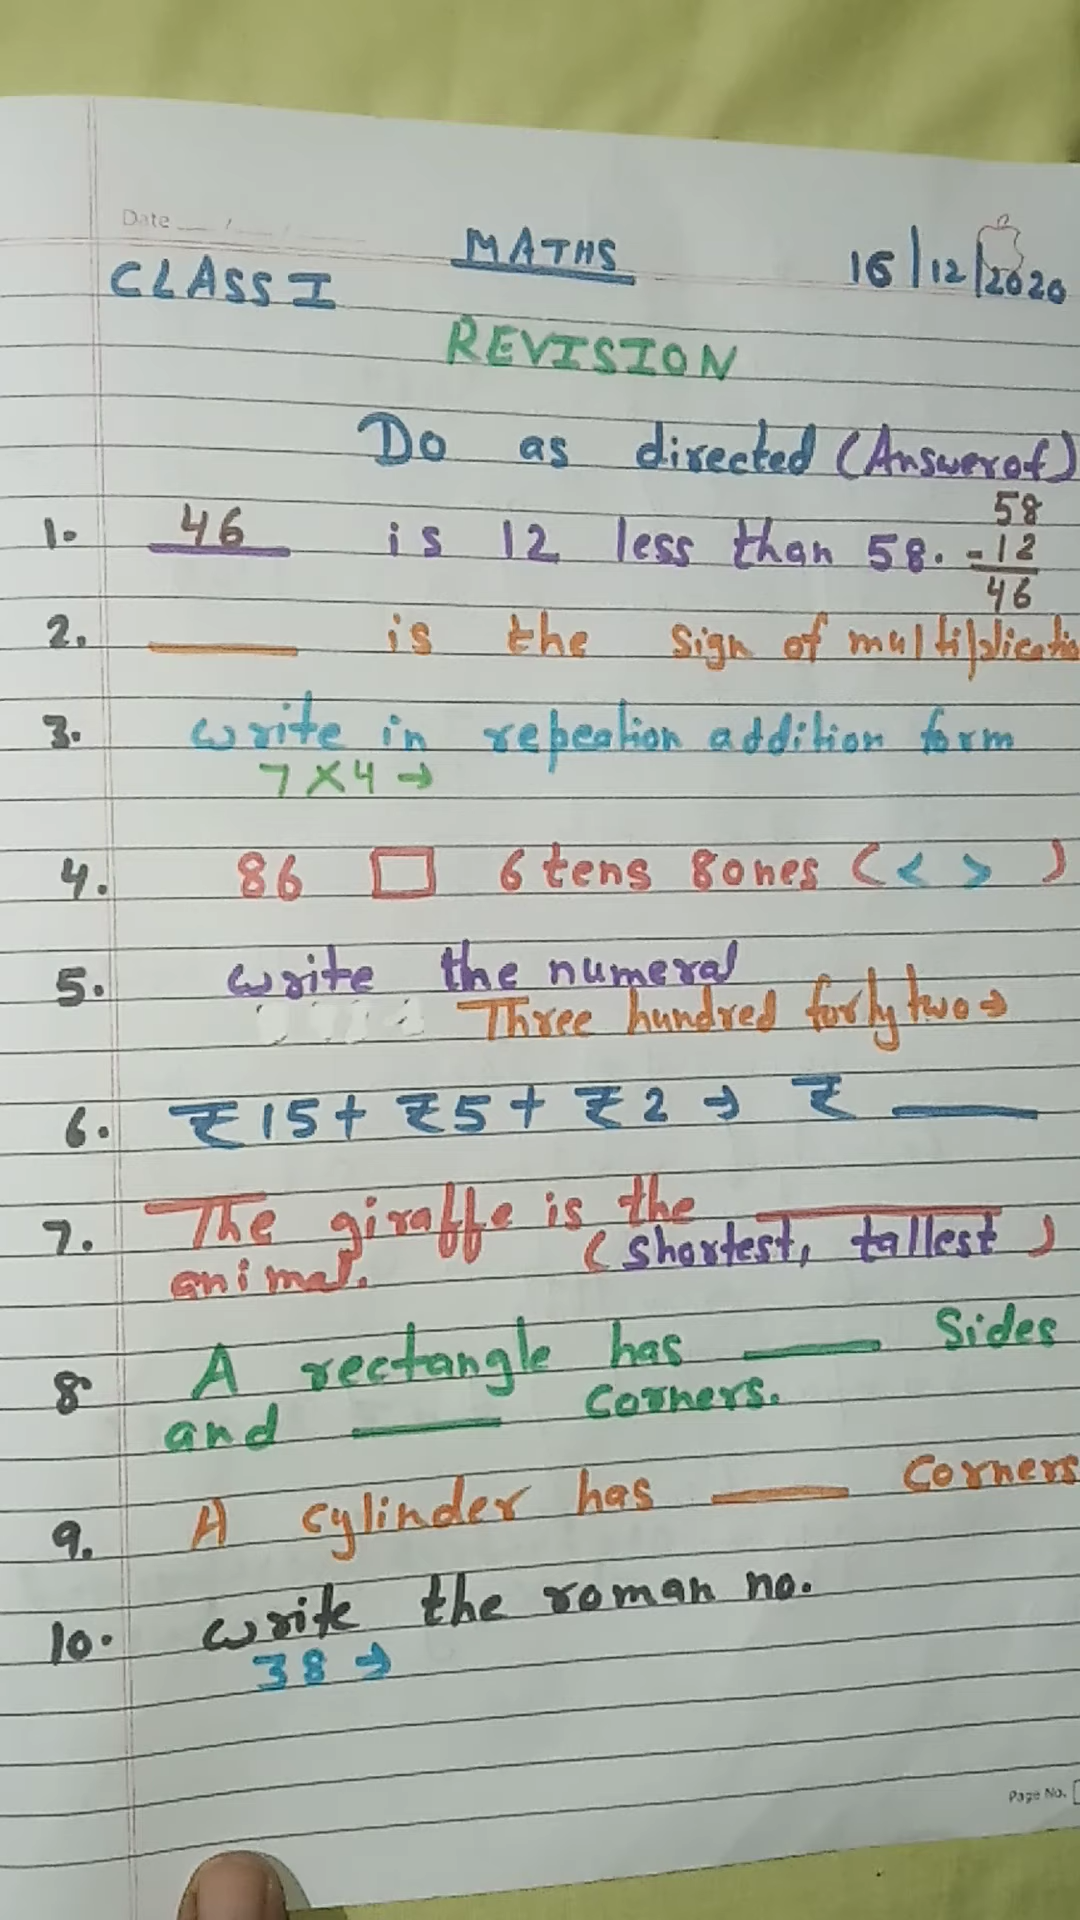 Date
MATHS
16/12/2020
CLASS I
REVISION
Do as directed (Answer of)
1. 46 is 12 less than 58.
58
-12
46
2. ____ is the sign of multiplicatio
3. write in repeation addition form
7 x 4 →
4. 86 □ 6 tens 8 ones (< > )
5. write the numeral
Three hundred forty two →
6. ₹15 + ₹5 + ₹2 → ₹ ____
7. The giraffe is the ____
animal. (shortest, tallest)
8 A rectangle has ____ Sides
and ____ corners.
9. A cylinder has ____ Corners
10. write the roman no.
38 →
Page No.